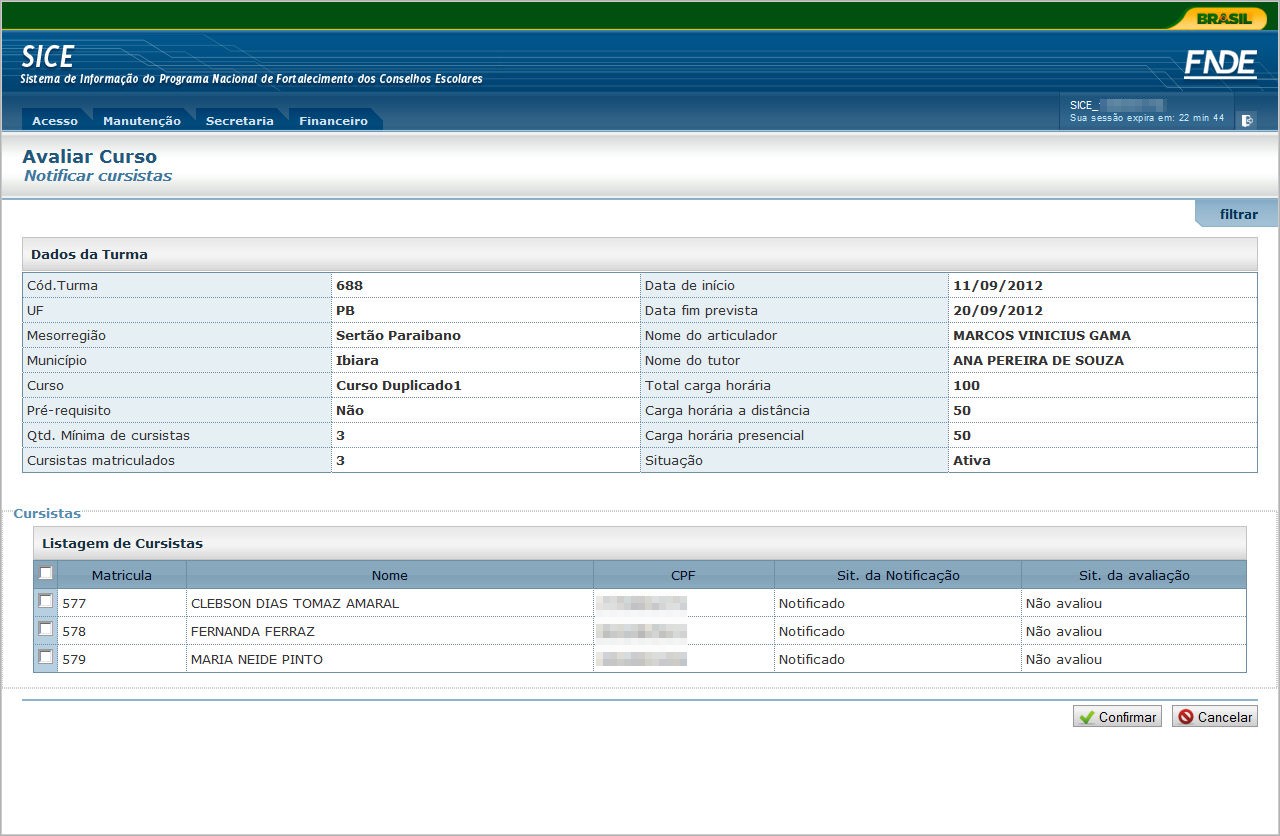 BRASIL
SICE
Sistema de Informação do Programa Nacional de Fortalecimento dos Conselhos Escolares
FNDE
Acesso Manutenção Secretaria Financeiro
SICE_
Sua sessão expira em: 22 min 44
Avaliar Curso
Notificar cursistas
filtrar
Dados da Turma
Cód.Turma 688 Data de início 11/09/2012
UF PB Data fim prevista 20/09/2012
Mesorregião Sertão Paraibano Nome do articulador MARCOS VINICIUS GAMA
Município Ibiara Nome do tutor ANA PEREIRA DE SOUZA
Curso Curso Duplicado1 Total carga horária 100
Pré-requisito Não Carga horária a distância 50
Qtd. Mínima de cursistas 3 Carga horária presencial 50
Cursistas matriculados 3 Situação Ativa
Cursistas
Listagem de Cursistas
Matricula Nome CPF Sit. da Notificação Sit. da avaliação
577 CLEBSON DIAS TOMAZ AMARAL Notificado Não avaliou
578 FERNANDA FERRAZ Notificado Não avaliou
579 MARIA NEIDE PINTO Notificado Não avaliou
Confirmar Cancelar